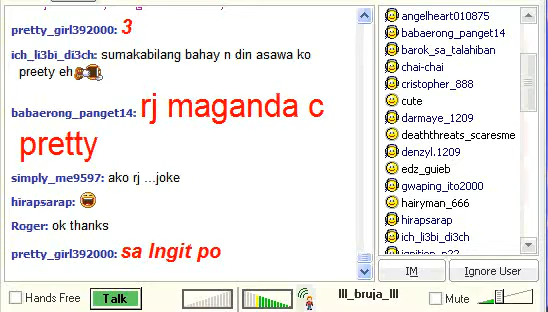 pretty_girl392000: 3
ich_li3bi_di3ch: sumakabilang bahay n din asawa ko
preety eh
babaerong_panget14: rj maganda c
pretty
simply_me9597: ako rj ...joke
hirapsarap:
Roger: ok thanks
pretty_girl392000: sa Ingit po
angelheart010875
babaerong_panget14
barok_sa_talahiban
chai-chai
cristopher_888
cute
darmaye_1209
deaththreats_scaresme
denzyl.1209
edz_guieb
gwaping_ito2000
hairyman_666
hirapsarap
ich_li3bi_di3ch
IM
Ignore User
Hands Free
Talk
lll_bruja_lll
Mute